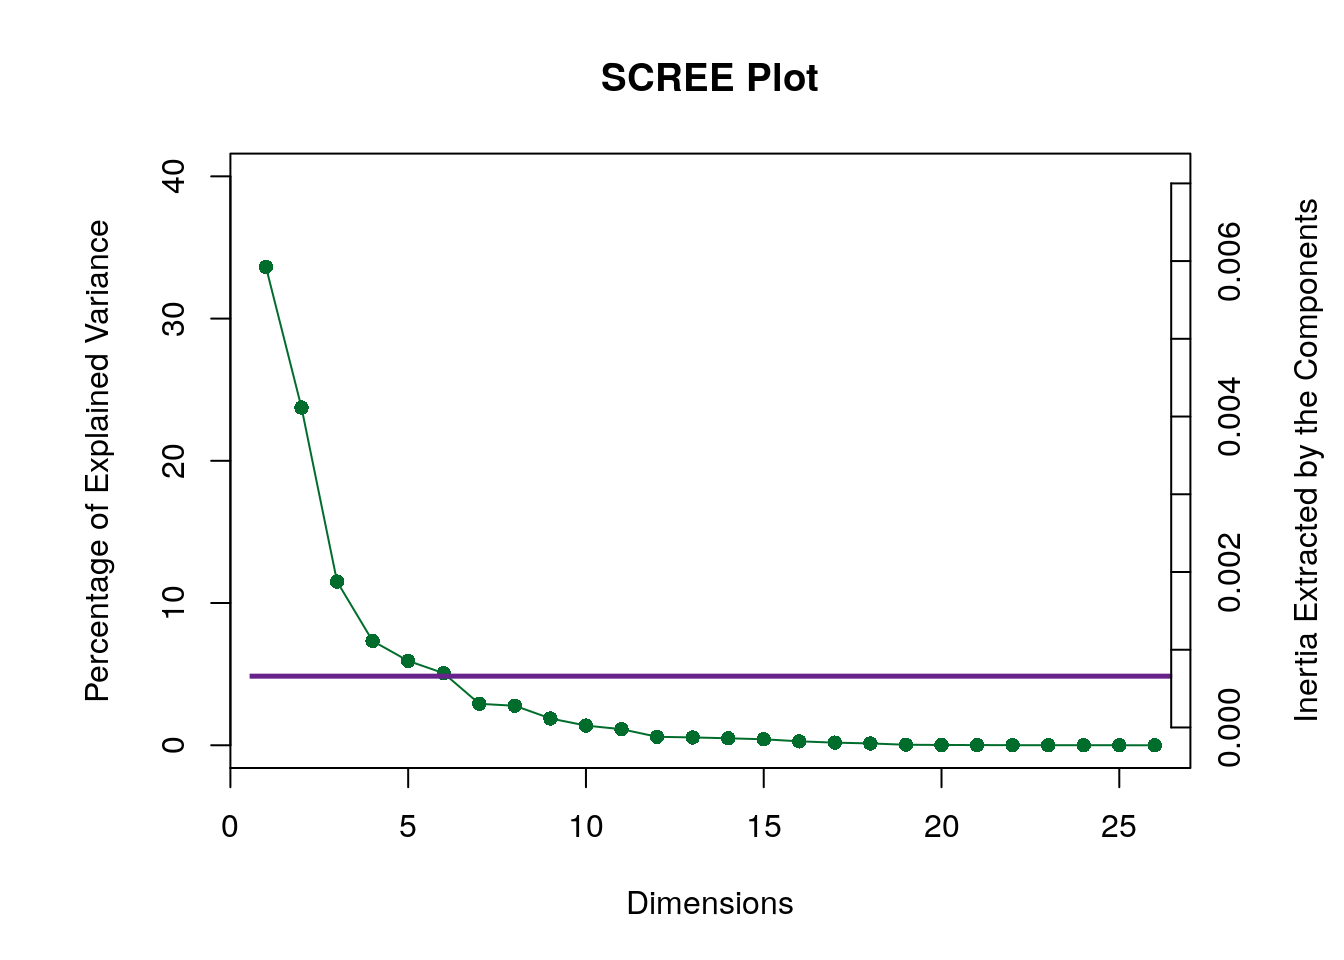 SCREE Plot
Percentage of Explained Variance
40
30
20
10
0
0.006
0.004
0.002
0.000
Inertia Extracted by the Components
0 5 10 15 20 25
Dimensions